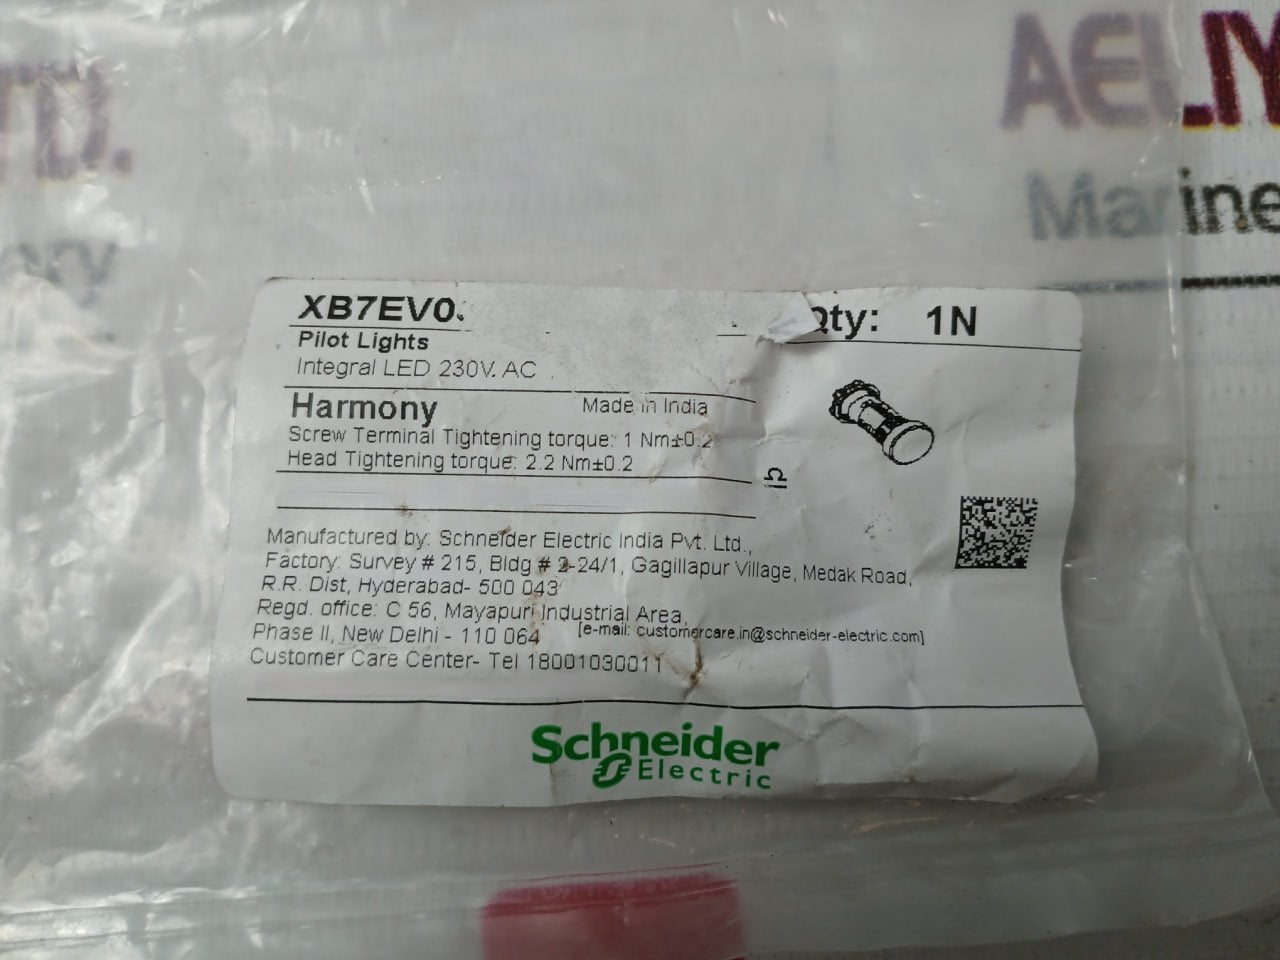 TD.
AELIY
Marine
XB7EV0
Qty: 1N
Pilot Lights
Integral LED 230V. AC
Harmony
Made in India
Screw Terminal Tightening torque: 1 Nm±0.2
Head Tightening torque: 2.2 Nm±0.2
Manufactured by: Schneider Electric India Pvt. Ltd.,
Factory: Survey # 215, Bldg # 2-24/1, Gagillapur Village, Medak Road,
R.R. Dist, Hyderabad- 500 043
Regd. office: C 56, Mayapuri Industrial Area,
Phase II, New Delhi - 110 064 [e-mail: customercare.in@schneider-electric.com]
Customer Care Center- Tel 18001030011
Schneider
Electric